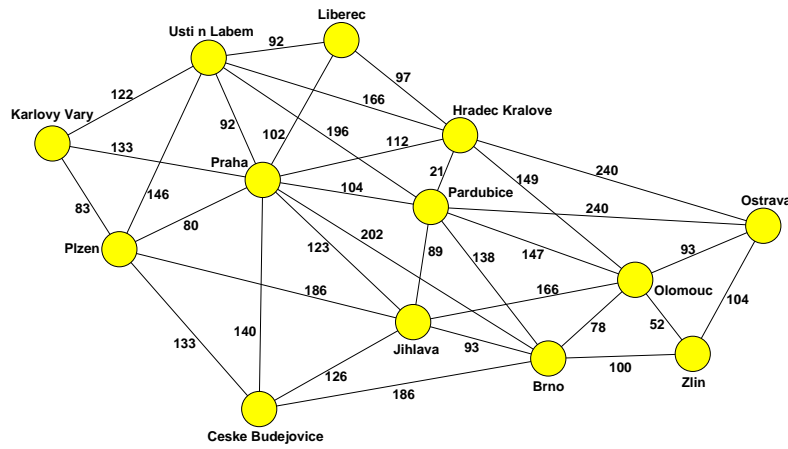 Liberec
Usti n Labem
92
97
122
166
Hradec Kralove
Karlovy Vary
92
102
196
133
112
Praha
21
149
240
146
104
Pardubice
Ostrava
83
80
240
Plzen
123
202
89
138
147
93
186
166
Olomouc
104
140
78
52
133
Jihlava
93
126
186
Brno
100
Zlin
Ceske Budejovice